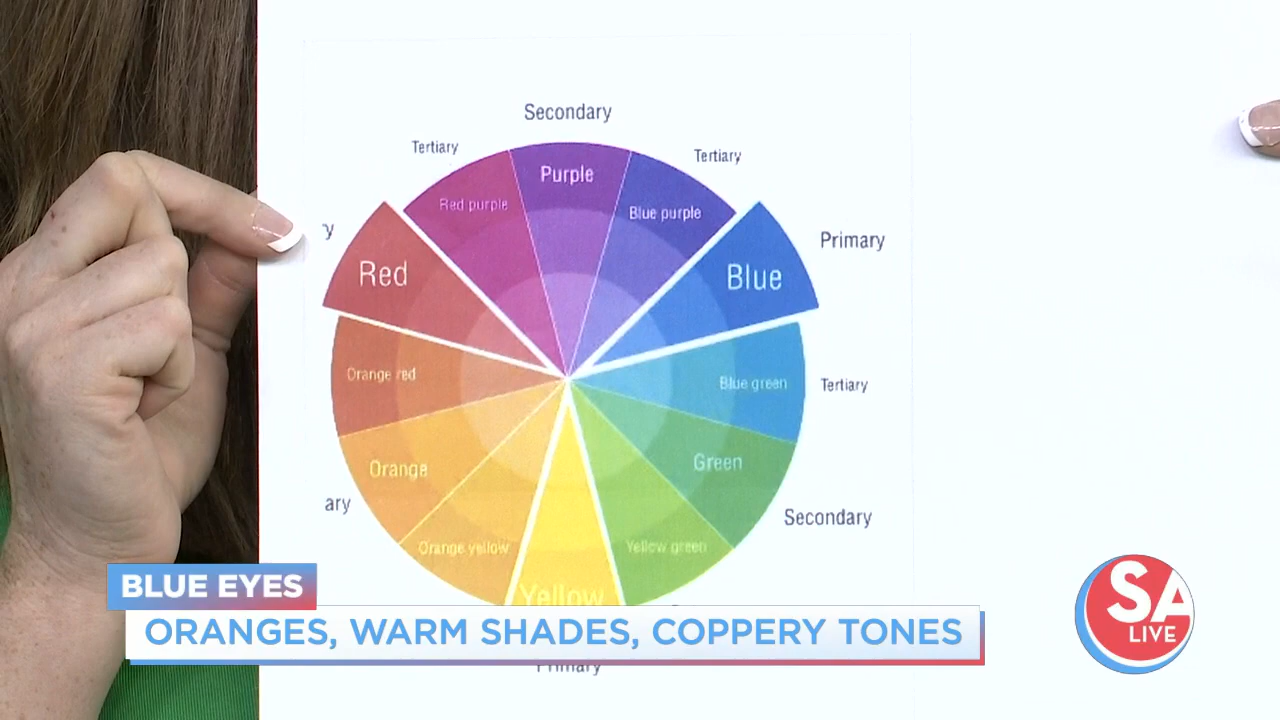 Secondary
Tertiary
Tertiary
Purple
Red purple
Blue purple
y
Primary
Red
Blue
Orange red
Blue green
Tertiary
Orange
Green
ary
Secondary
Orange yellow
Yellow green
Yellow
BLUE EYES
ORANGES, WARM SHADES, COPPERY TONES
Primary
SA
LIVE